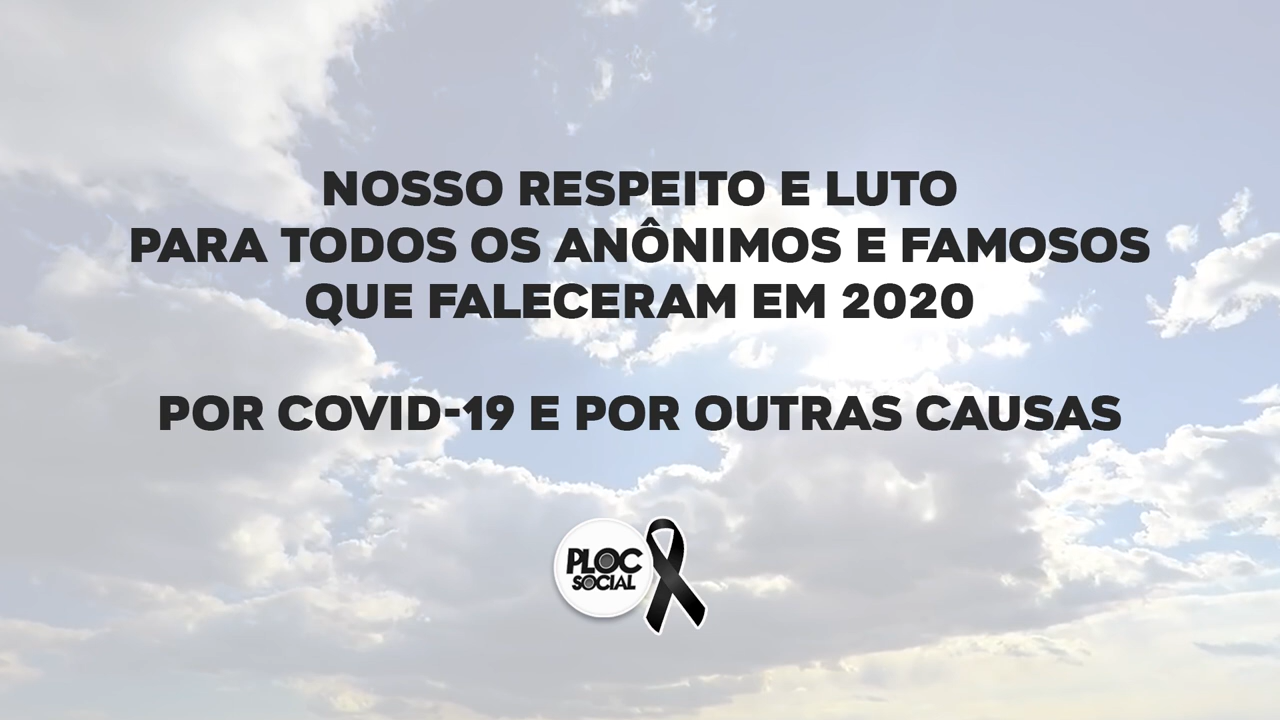 NOSSO RESPEITO E LUTO
PARA TODOS OS ANÔNIMOS E FAMOSOS
QUE FALECERAM EM 2020
POR COVID-19 E POR OUTRAS CAUSAS
PLOC
SOCIAL